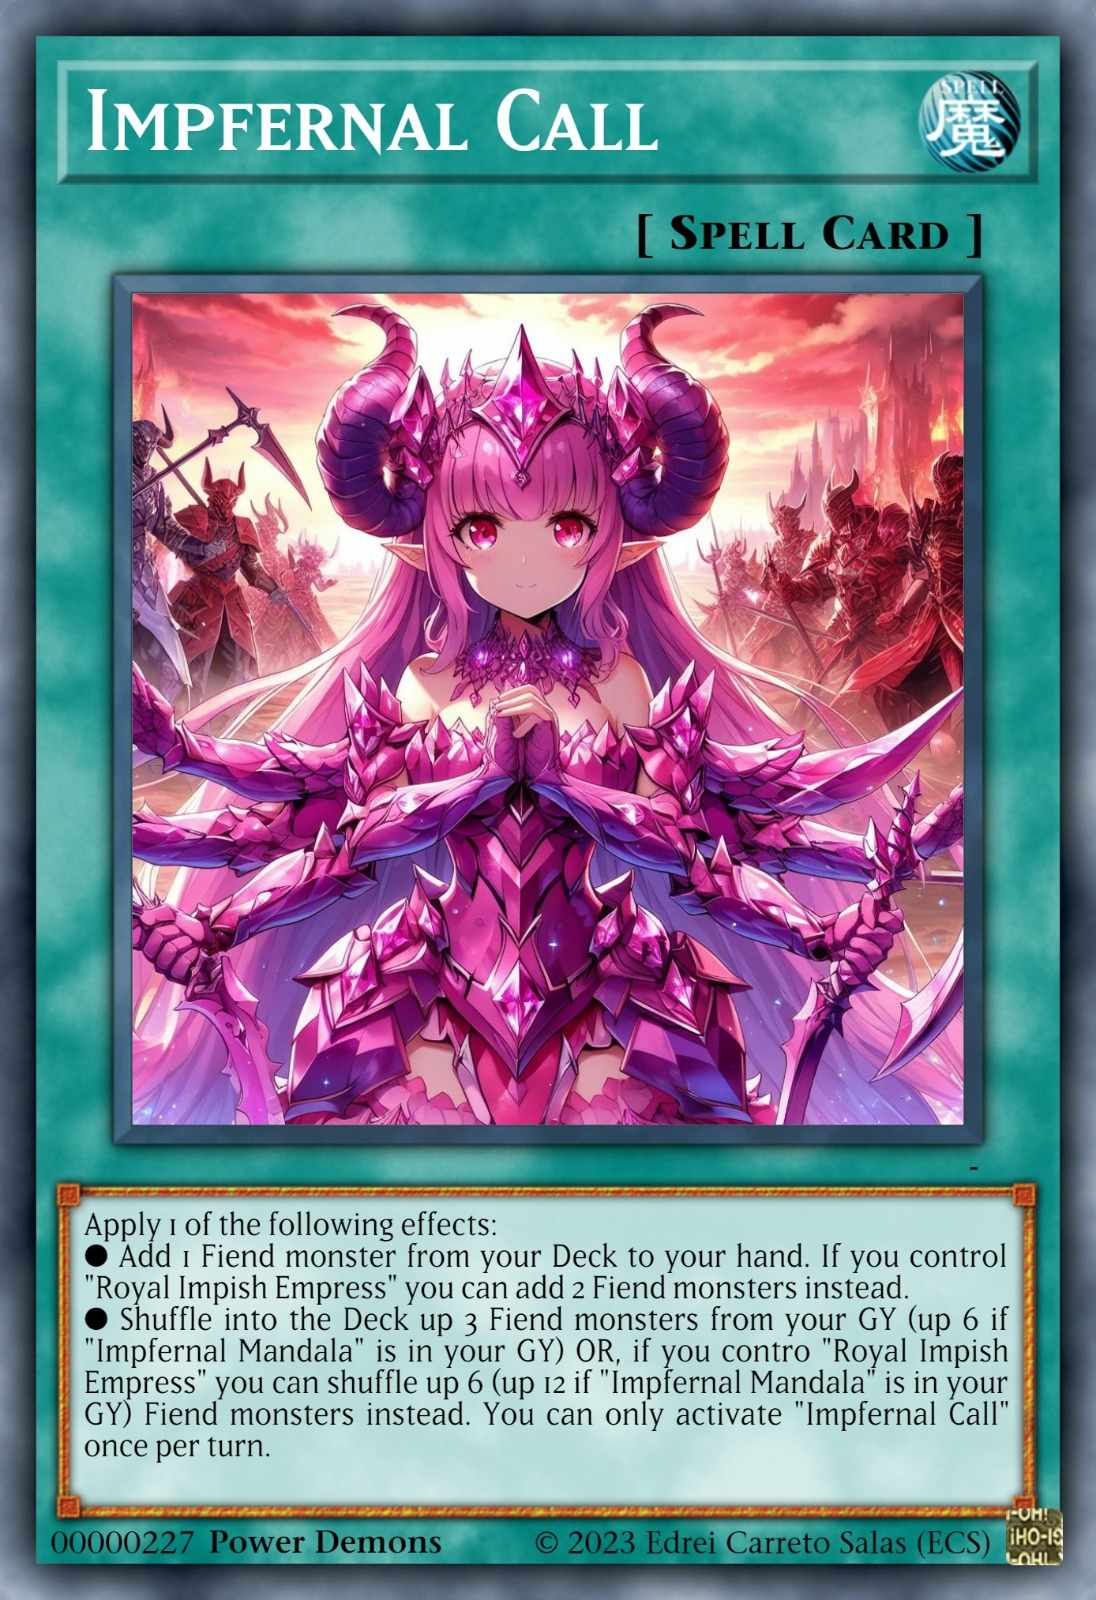 Impfernal Call
SPELL
魔
[ Spell Card ]
-
Apply 1 of the following effects:
● Add 1 Fiend monster from your Deck to your hand. If you control
"Royal Impish Empress" you can add 2 Fiend monsters instead.
● Shuffle into the Deck up 3 Fiend monsters from your GY (up 6 if
"Impfernal Mandala" is in your GY) OR, if you contro "Royal Impish
Empress" you can shuffle up 6 (up 12 if "Impfernal Mandala" is in your
GY) Fiend monsters instead. You can only activate "Impfernal Call"
once per turn.
00000227 Power Demons © 2023 Edrei Carreto Salas (ECS)